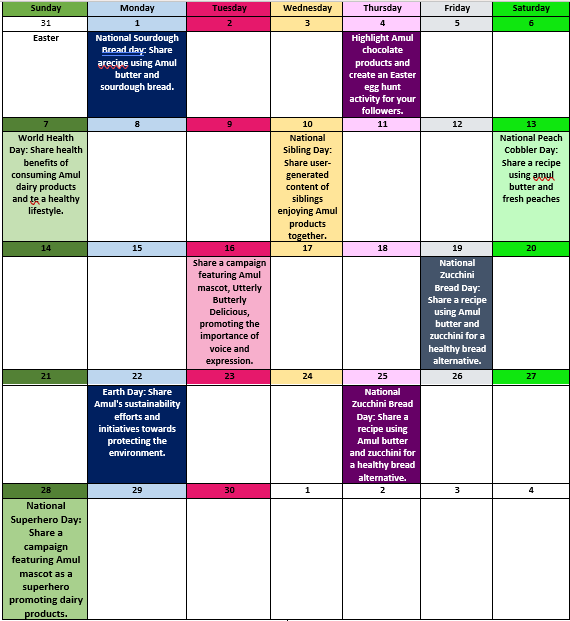 Sunday Monday Tuesday Wednesday Thursday Friday Saturday
31 1 2 3 4 5 6
Easter
National Sourdough
Bread day: Share
arecipe using Amul
butter and
sourdough bread.
Highlight Amul
chocolate
products and
create an Easter
egg hunt
activity for your
followers.
7 8 9 10 11 12 13
World Health
Day: Share health
benefits of
consuming Amul
dairy products
and te a healthy
lifestyle.
National
Sibling Day:
Share user-
generated
content of
siblings
enjoying Amul
products
together.
National Peach
Cobbler Day:
Share a recipe
using amul
butter and
fresh peaches
14 15 16 17 18 19 20
Share a campaign
featuring Amul
mascot, Utterly
Butterly
Delicious,
promoting the
importance of
voice and
expression.
National
Zucchini
Bread Day:
Share a recipe
using Amul
butter and
zucchini for a
healthy bread
alternative.
21 22 23 24 25 26 27
Earth Day: Share
Amul's sustainability
efforts and
initiatives towards
protecting the
environment.
National
Zucchini Bread
Day: Share a
recipe using
Amul butter
and zucchini for
a healthy bread
alternative.
28 29 30 1 2 3 4
National
Superhero Day:
Share a
campaign
featuring Amul
mascot as a
superhero
promoting dairy
products.